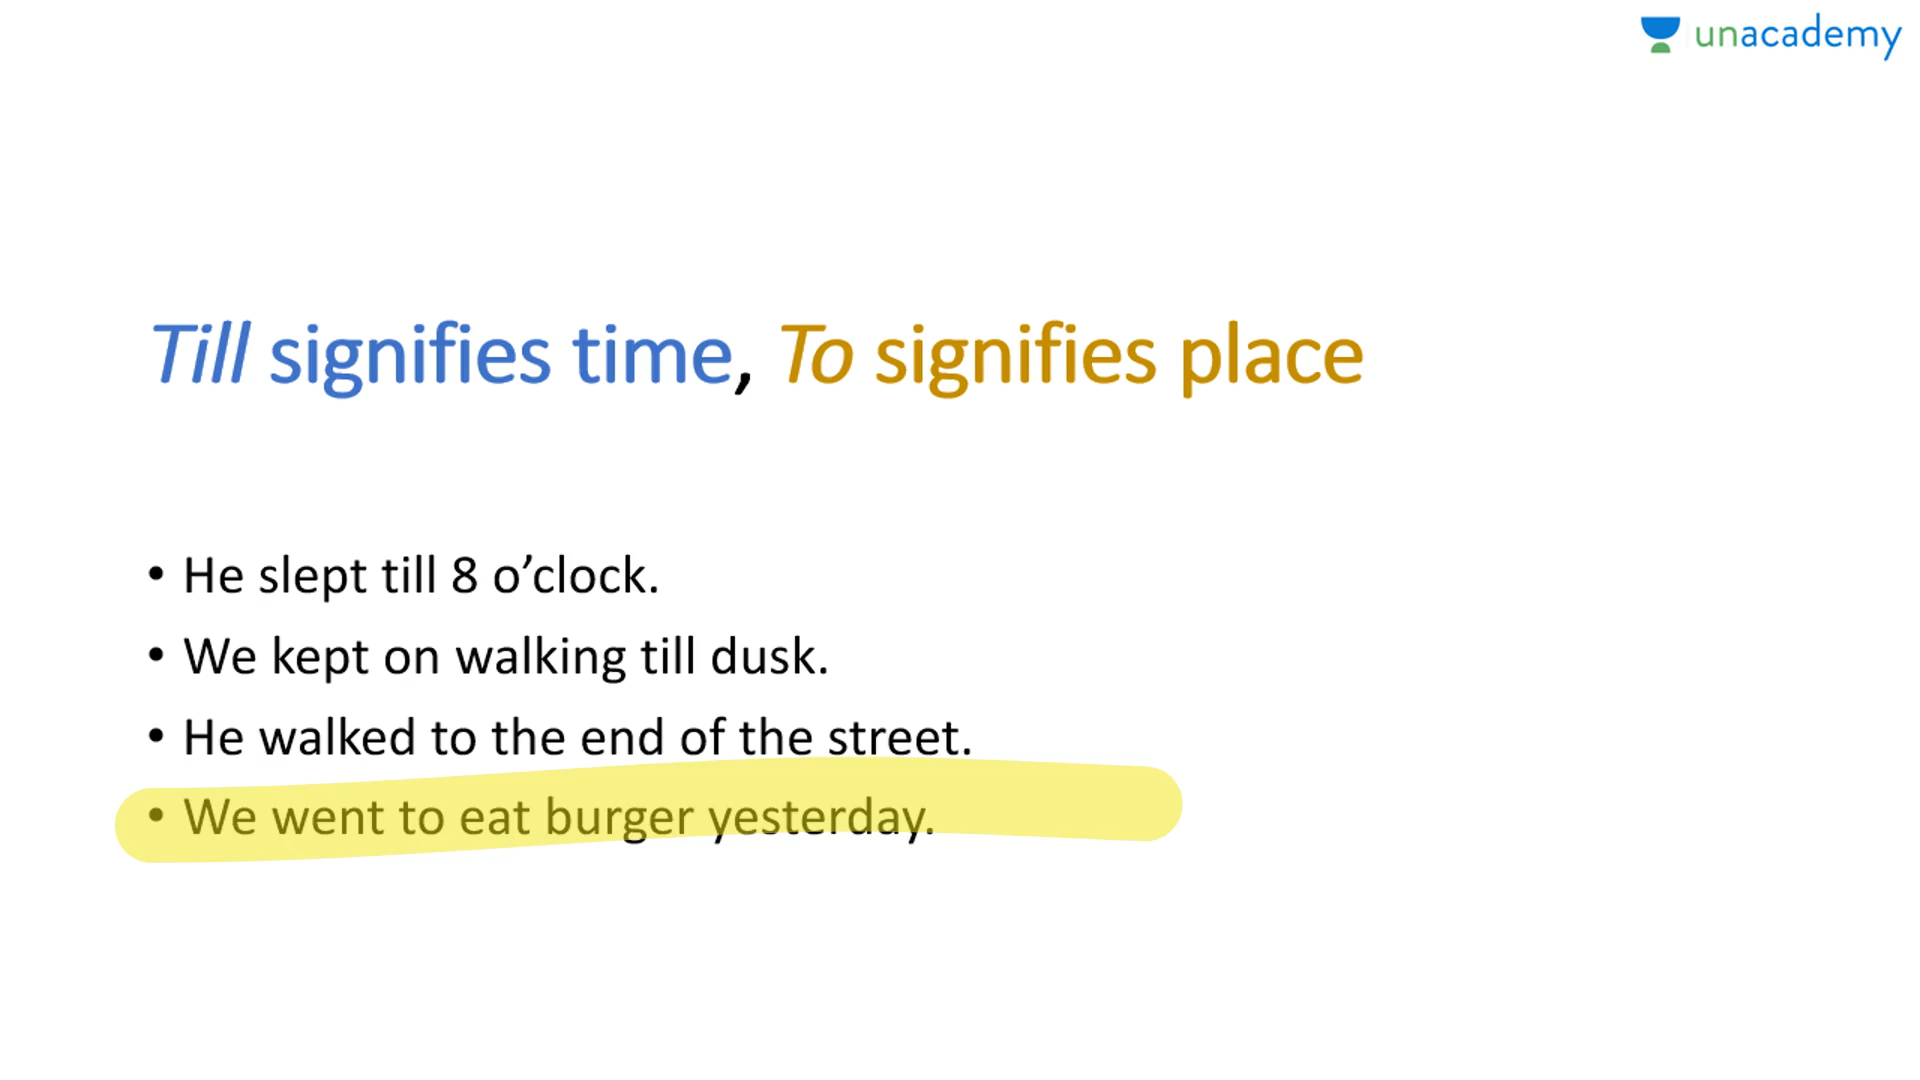 unacademy
Till signifies time, To signifies place
• He slept till 8 o’clock.
• We kept on walking till dusk.
• He walked to the end of the street.
• We went to eat burger yesterday.